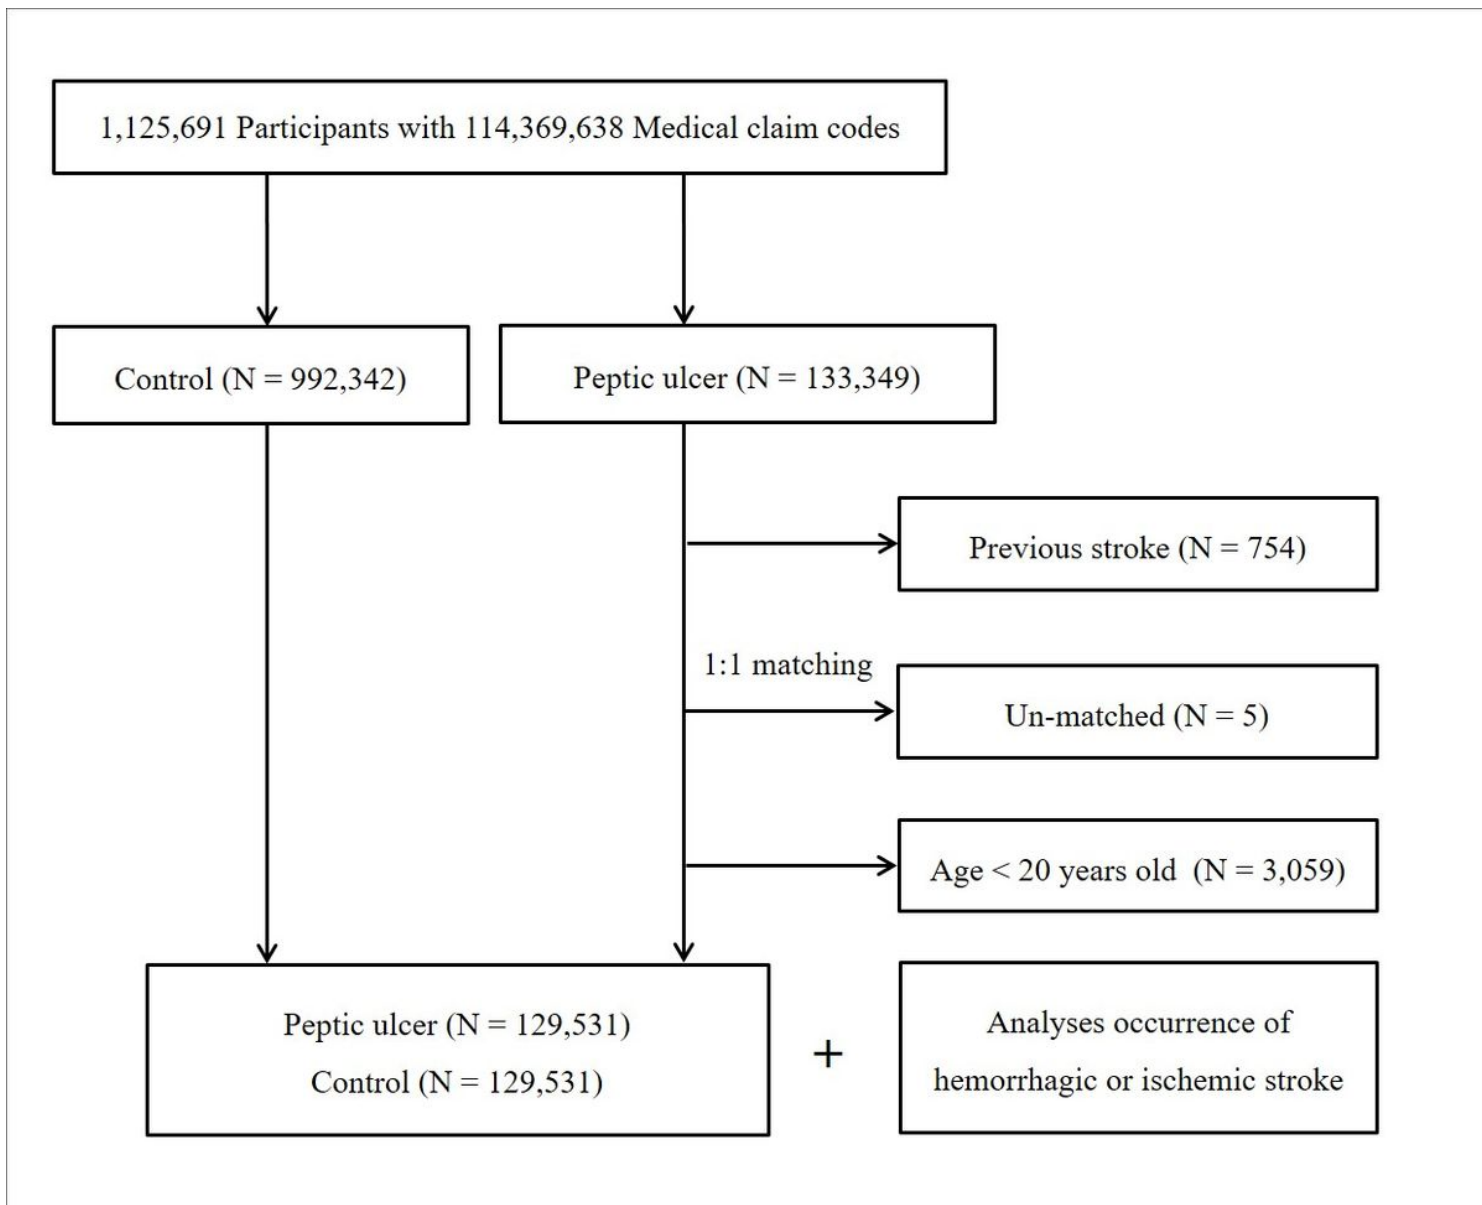 1,125,691 Participants with 114,369,638 Medical claim codes
Control (N = 992,342)
Peptic ulcer (N = 133,349)
Previous stroke (N = 754)
1:1 matching
Un-matched (N = 5)
Age < 20 years old (N = 3,059)
Peptic ulcer (N = 129,531)
Control (N = 129,531)
+
Analyses occurrence of
hemorrhagic or ischemic stroke